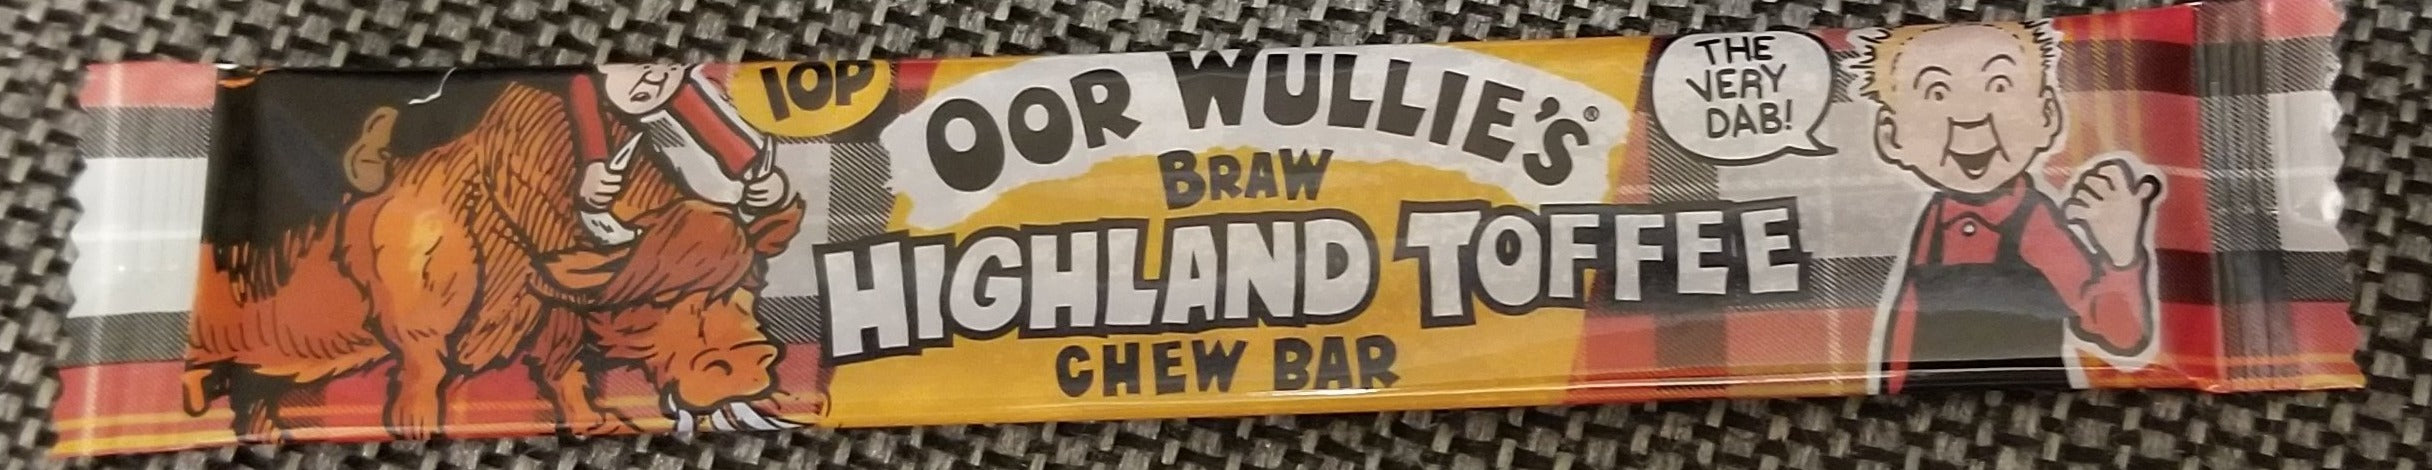 10P
OOR WULLIE'S®
BRAW
HIGHLAND TOFFEE
CHEW BAR
THE
VERY
DAB!